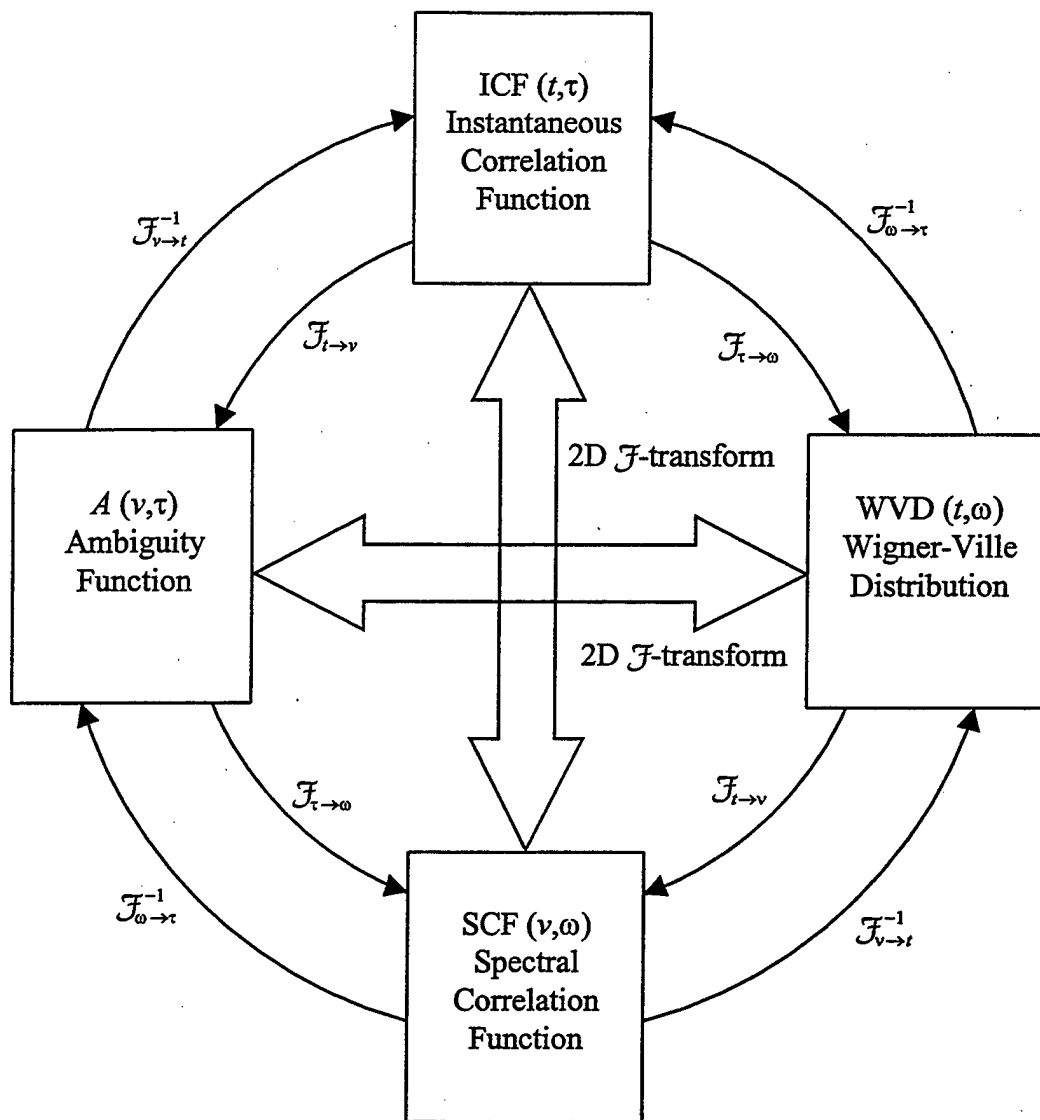 ICF (t,τ)
Instantaneous
Correlation
Function
ℱ⁻¹ν→t
ℱ⁻¹ω→τ
ℱt→ν
ℱτ→ω
2D ℱ-transform
A (ν,τ)
Ambiguity
Function
WVD (t,ω)
Wigner-Ville
Distribution
2D ℱ-transform
ℱτ→ω
ℱt→ν
ℱ⁻¹ω→τ
ℱ⁻¹ν→t
SCF (ν,ω)
Spectral
Correlation
Function